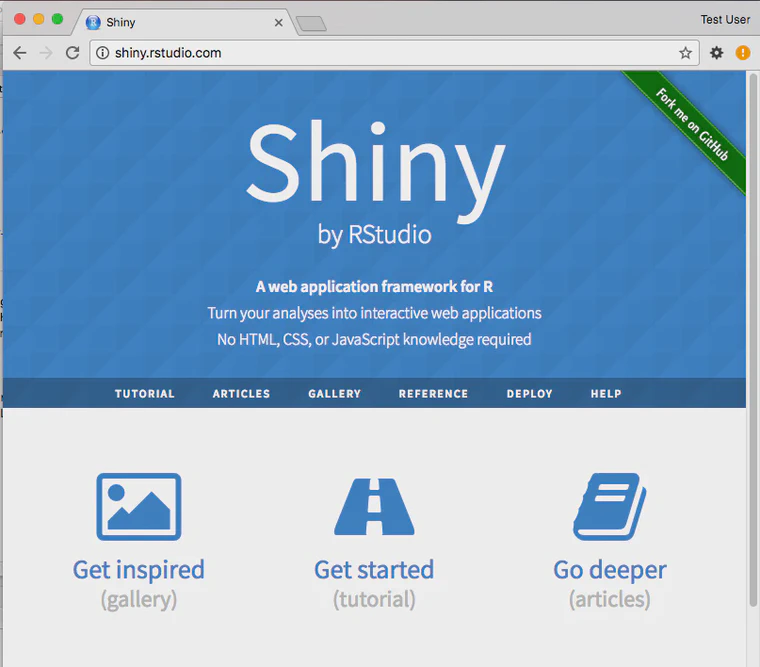 Shiny
Test User
shiny.rstudio.com
Fork me on GitHub
Shiny
by RStudio
A web application framework for R
Turn your analyses into interactive web applications
No HTML, CSS, or JavaScript knowledge required
TUTORIAL ARTICLES GALLERY REFERENCE DEPLOY HELP
Get inspired
(gallery)
Get started
(tutorial)
Go deeper
(articles)